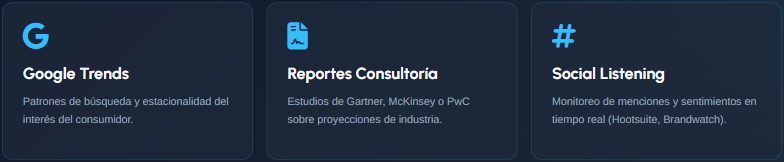 Google Trends
Patrones de búsqueda y estacionalidad del
interés del consumidor.
Reportes Consultoría
Estudios de Gartner, McKinsey o PwC
sobre proyecciones de industria.
Social Listening
Monitoreo de menciones y sentimientos en
tiempo real (Hootsuite, Brandwatch).